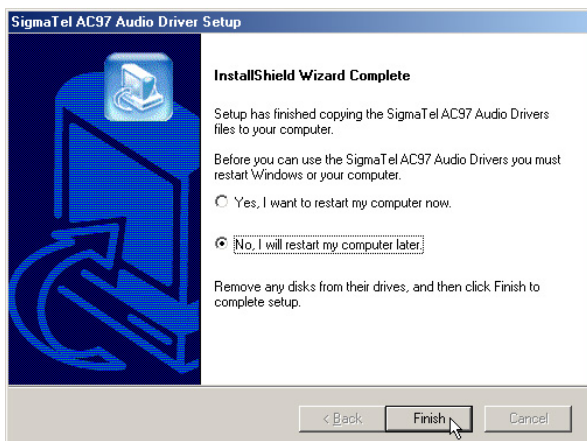 SigmaTel AC97 Audio Driver Setup
InstallShield Wizard Complete
Setup has finished copying the SigmaTel AC97 Audio Drivers
files to your computer.
Before you can use the SigmaTel AC97 Audio Drivers you must
restart Windows or your computer.
Yes, I want to restart my computer now.
No, I will restart my computer later.
Remove any disks from their drives, and then click Finish to
complete setup.
< Back
Finish
Cancel